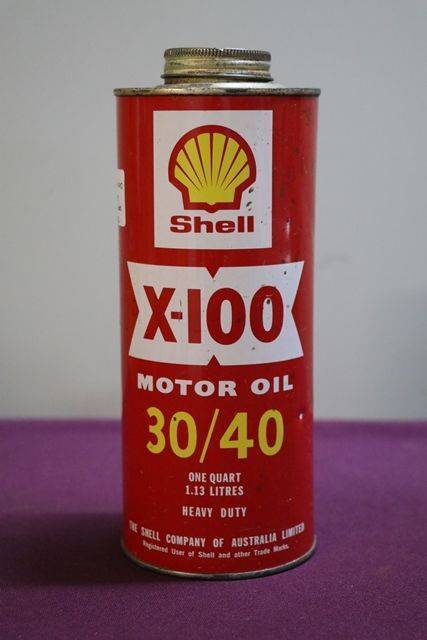 Shell
X-100
MOTOR OIL
30/40
ONE QUART
1.13 LITRES
HEAVY DUTY
THE SHELL COMPANY OF AUSTRALIA LIMITED
Registered User of Shell and other Trade Marks.